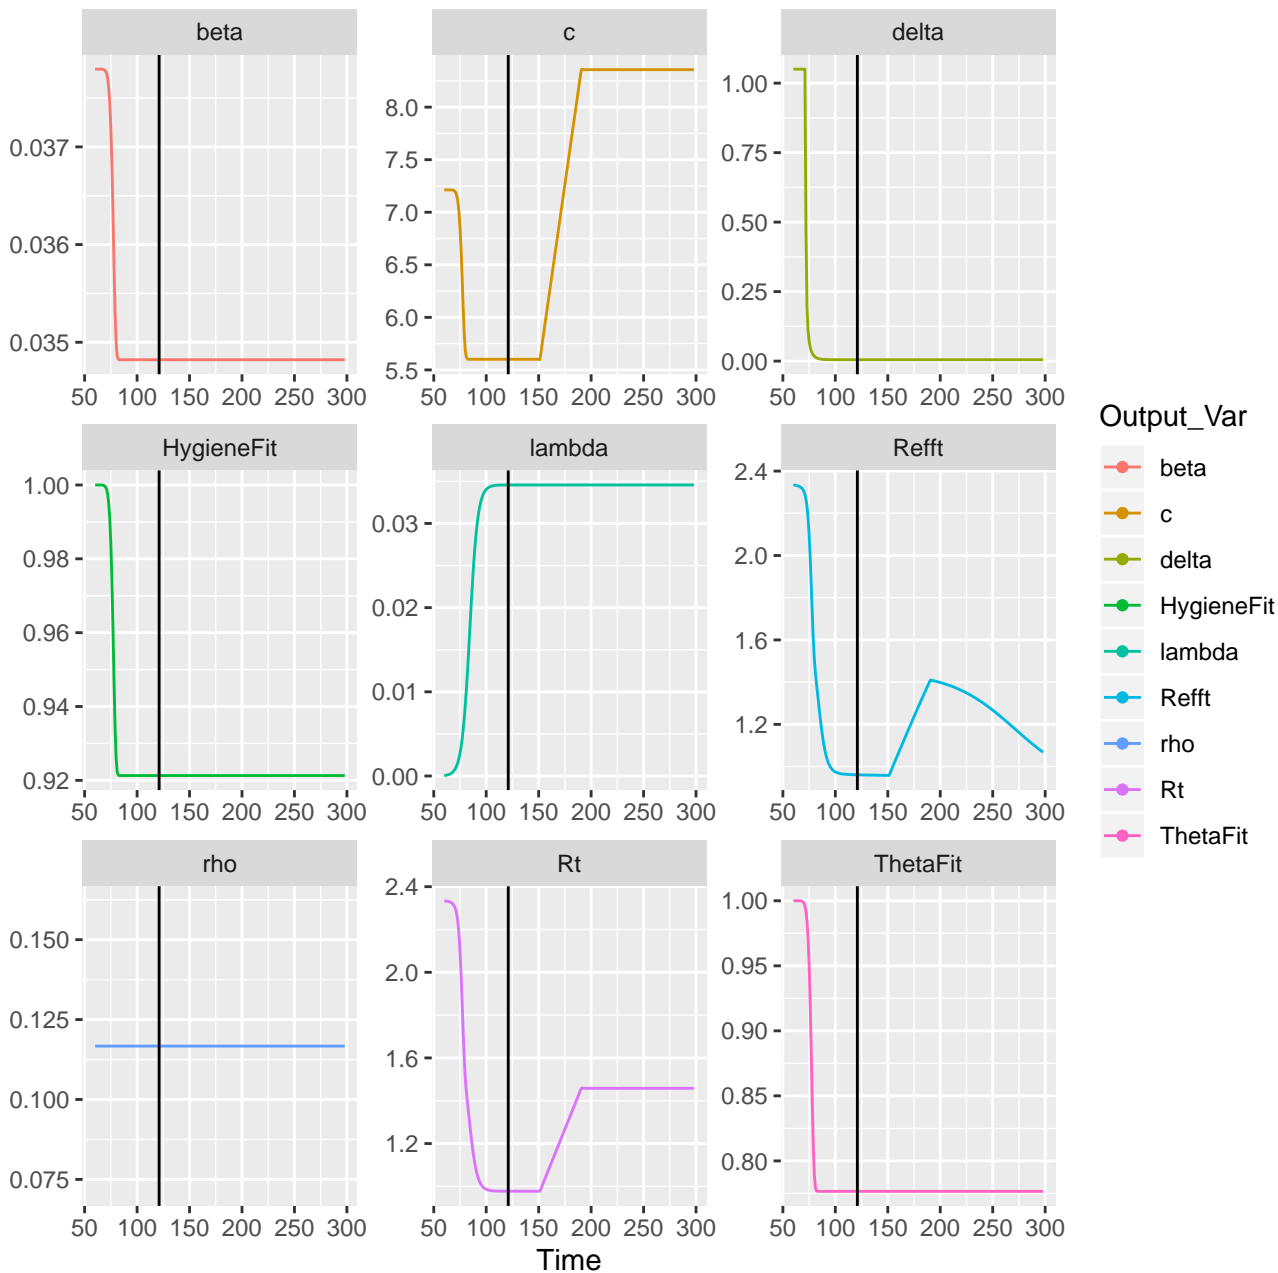 beta c delta
0.037
0.036
0.035
8.0
7.5
7.0
6.5
6.0
5.5
1.00
0.75
0.50
0.25
0.00
50 100 150 200 250 300 50 100 150 200 250 300 50 100 150 200 250 300
HygieneFit lambda Refft
1.00
0.98
0.96
0.94
0.92
0.03
0.02
0.01
0.00
2.4
2.0
1.6
1.2
50 100 150 200 250 300 50 100 150 200 250 300 50 100 150 200 250 300
rho Rt ThetaFit
0.150
0.125
0.100
0.075
2.4
2.0
1.6
1.2
1.00
0.95
0.90
0.85
0.80
50 100 150 200 250 300 50 100 150 200 250 300 50 100 150 200 250 300
Time
Output_Var
beta
c
delta
HygieneFit
lambda
Refft
rho
Rt
ThetaFit